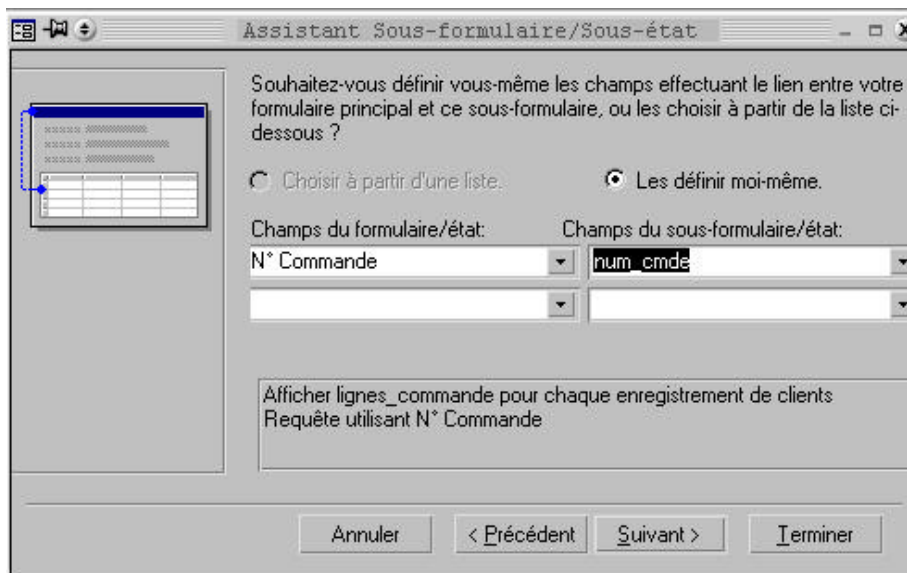 Assistant Sous-formulaire/Sous-état
Souhaitez-vous définir vous-même les champs effectuant le lien entre votre
formulaire principal et ce sous-formulaire, ou les choisir à partir de la liste ci-
dessous ?
Choisir à partir d'une liste.
Les définir moi-même.
Champs du formulaire/état:
Champs du sous-formulaire/état:
N° Commande
num_cmde
Afficher lignes_commande pour chaque enregistrement de clients
Requête utilisant N° Commande
Annuler
< Précédent
Suivant >
Terminer